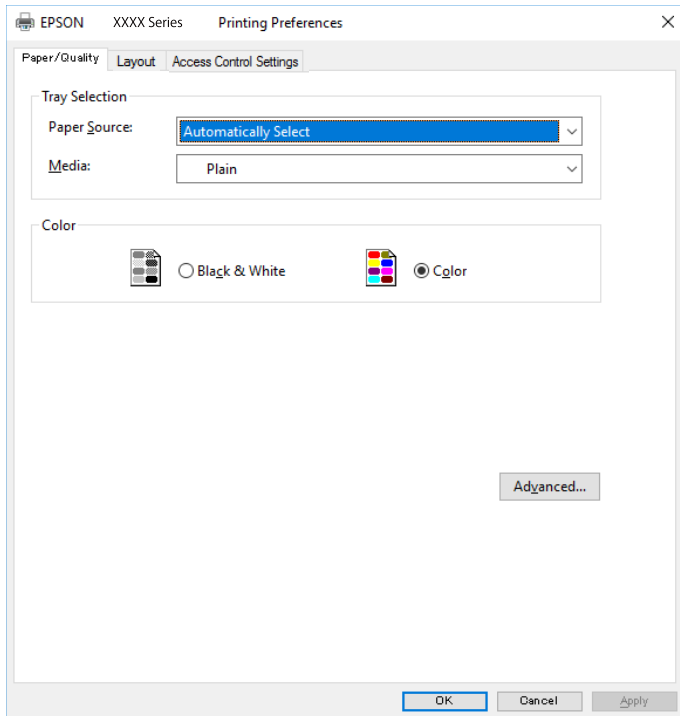 EPSON XXXX Series Printing Preferences
Paper/Quality Layout Access Control Settings
Tray Selection
Paper Source: Automatically Select
Media: Plain
Color
Black & White Color
Advanced...
OK Cancel Apply